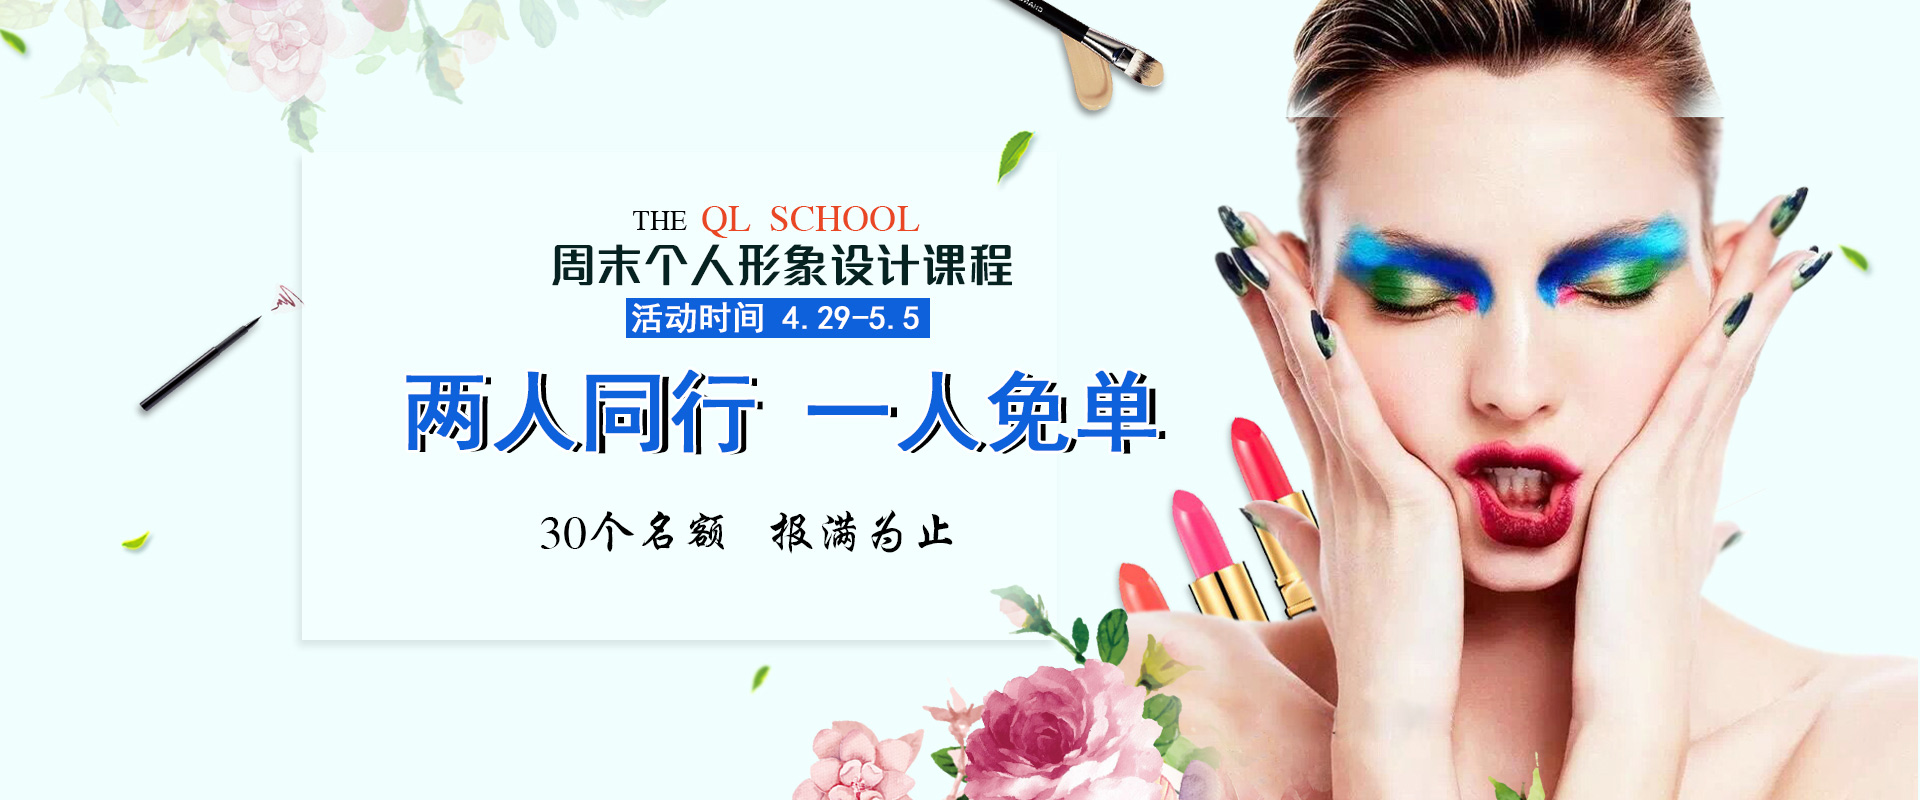 THE QL SCHOOL
周末个人形象设计课程
活动时间 4.29-5.5
两人同行 一人免单
30个名额 报满为止